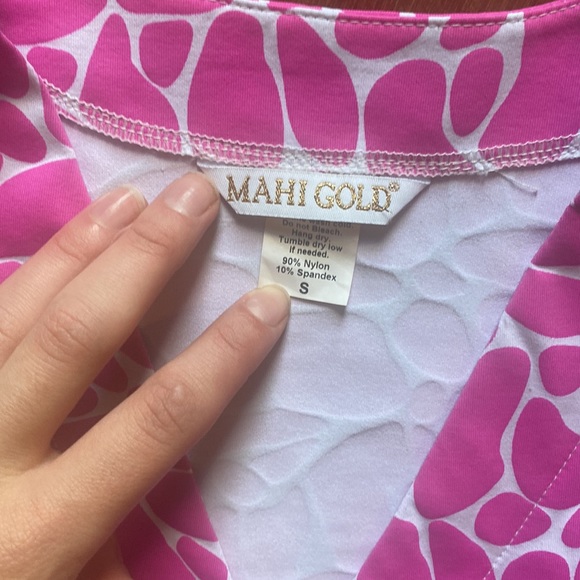 MAHI GOLD®
Do not Bleach.
Hang dry.
Tumble dry low
if needed.
90% Nylon
10% Spandex
S